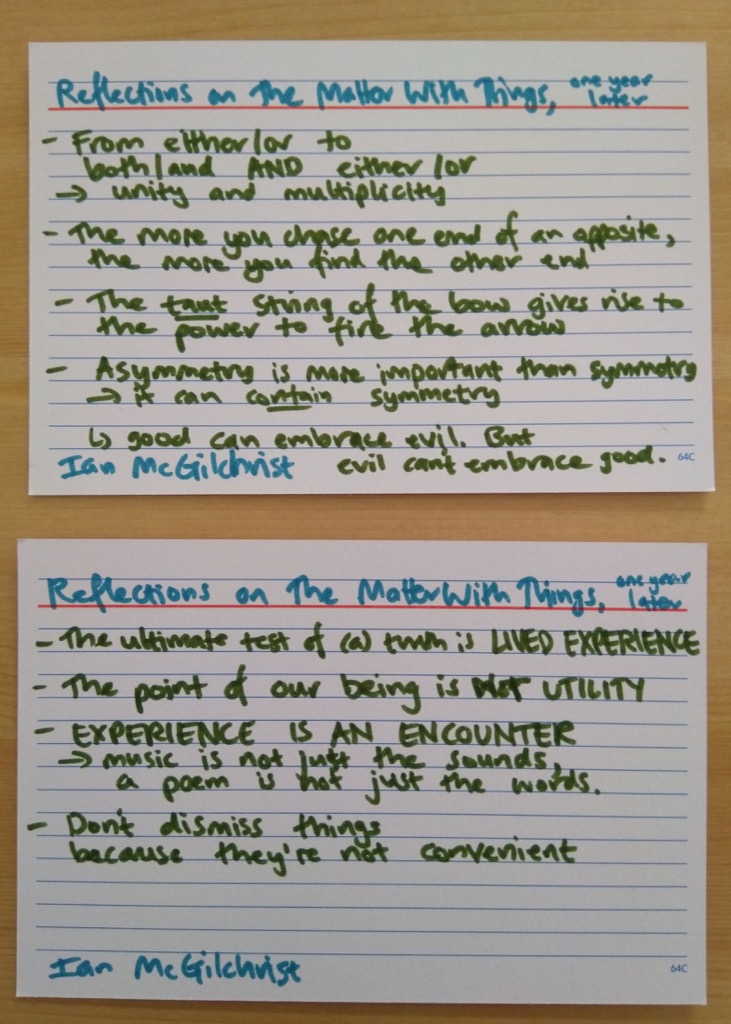 Reflections on The Matter With Things, one year later
- From either/or to
both/and AND either/or
→ unity and multiplicity
- The more you chase one end of an opposite,
the more you find the other end
- The taut string of the bow gives rise to
the power to fire the arrow
- Asymmetry is more important than symmetry
→ it can contain symmetry
↳ good can embrace evil. But
evil can't embrace good.
Ian McGilchrist
64C
Reflections on The Matter With Things, one year later
- The ultimate test of (a) truth is LIVED EXPERIENCE
- The point of our being is NOT UTILITY
- EXPERIENCE IS AN ENCOUNTER
→ music is not just the sounds,
a poem is not just the words.
- Don't dismiss things
because they're not convenient
Ian McGilchrist
64C